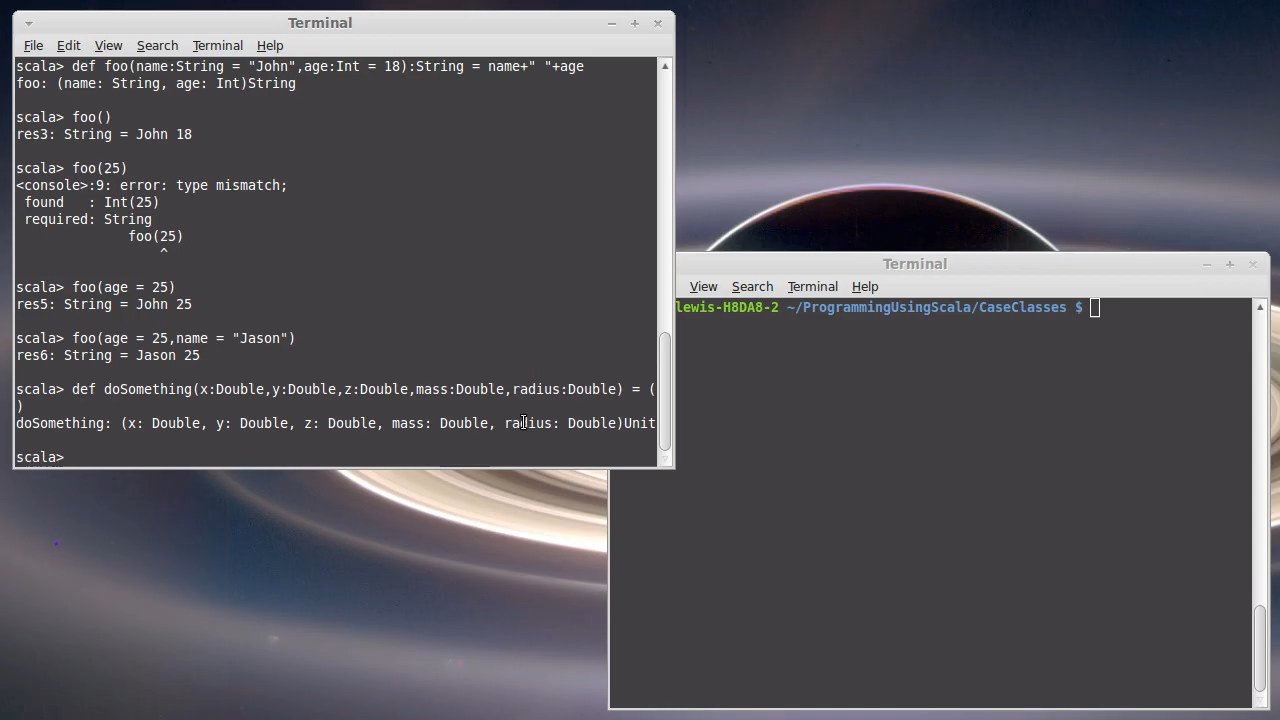 Terminal
File Edit View Search Terminal Help
scala> def foo(name:String = "John",age:Int = 18):String = name+" "+age
foo: (name: String, age: Int)String
scala> foo()
res3: String = John 18
scala> foo(25)
<console>:9: error: type mismatch;
found   : Int(25)
required: String
foo(25)
^
scala> foo(age = 25)
res5: String = John 25
scala> foo(age = 25,name = "Jason")
res6: String = Jason 25
scala> def doSomething(x:Double,y:Double,z:Double,mass:Double,radius:Double) = (
)
doSomething: (x: Double, y: Double, z: Double, mass: Double, radius: Double)Unit
scala>
Terminal
View Search Terminal Help
lewis-H8DA8-2 ~/ProgrammingUsingScala/CaseClasses $